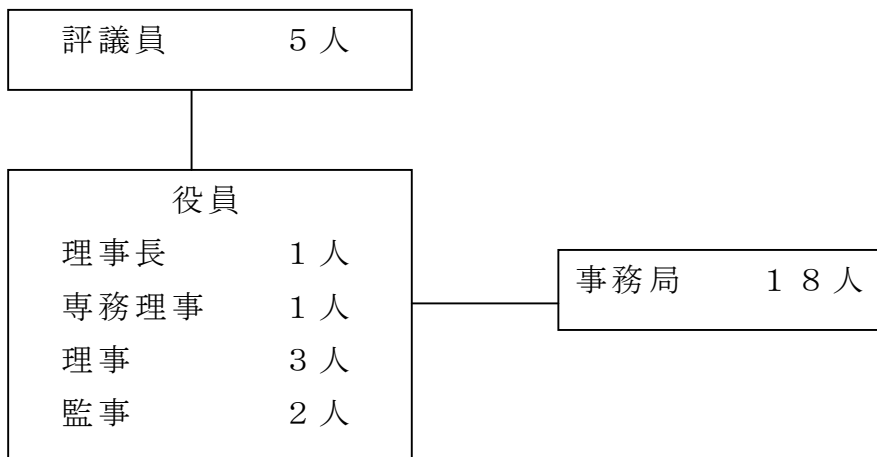 評議員　５人
役員
理事長　１人
専務理事　１人
理事　３人
監事　２人
事務局　１８人